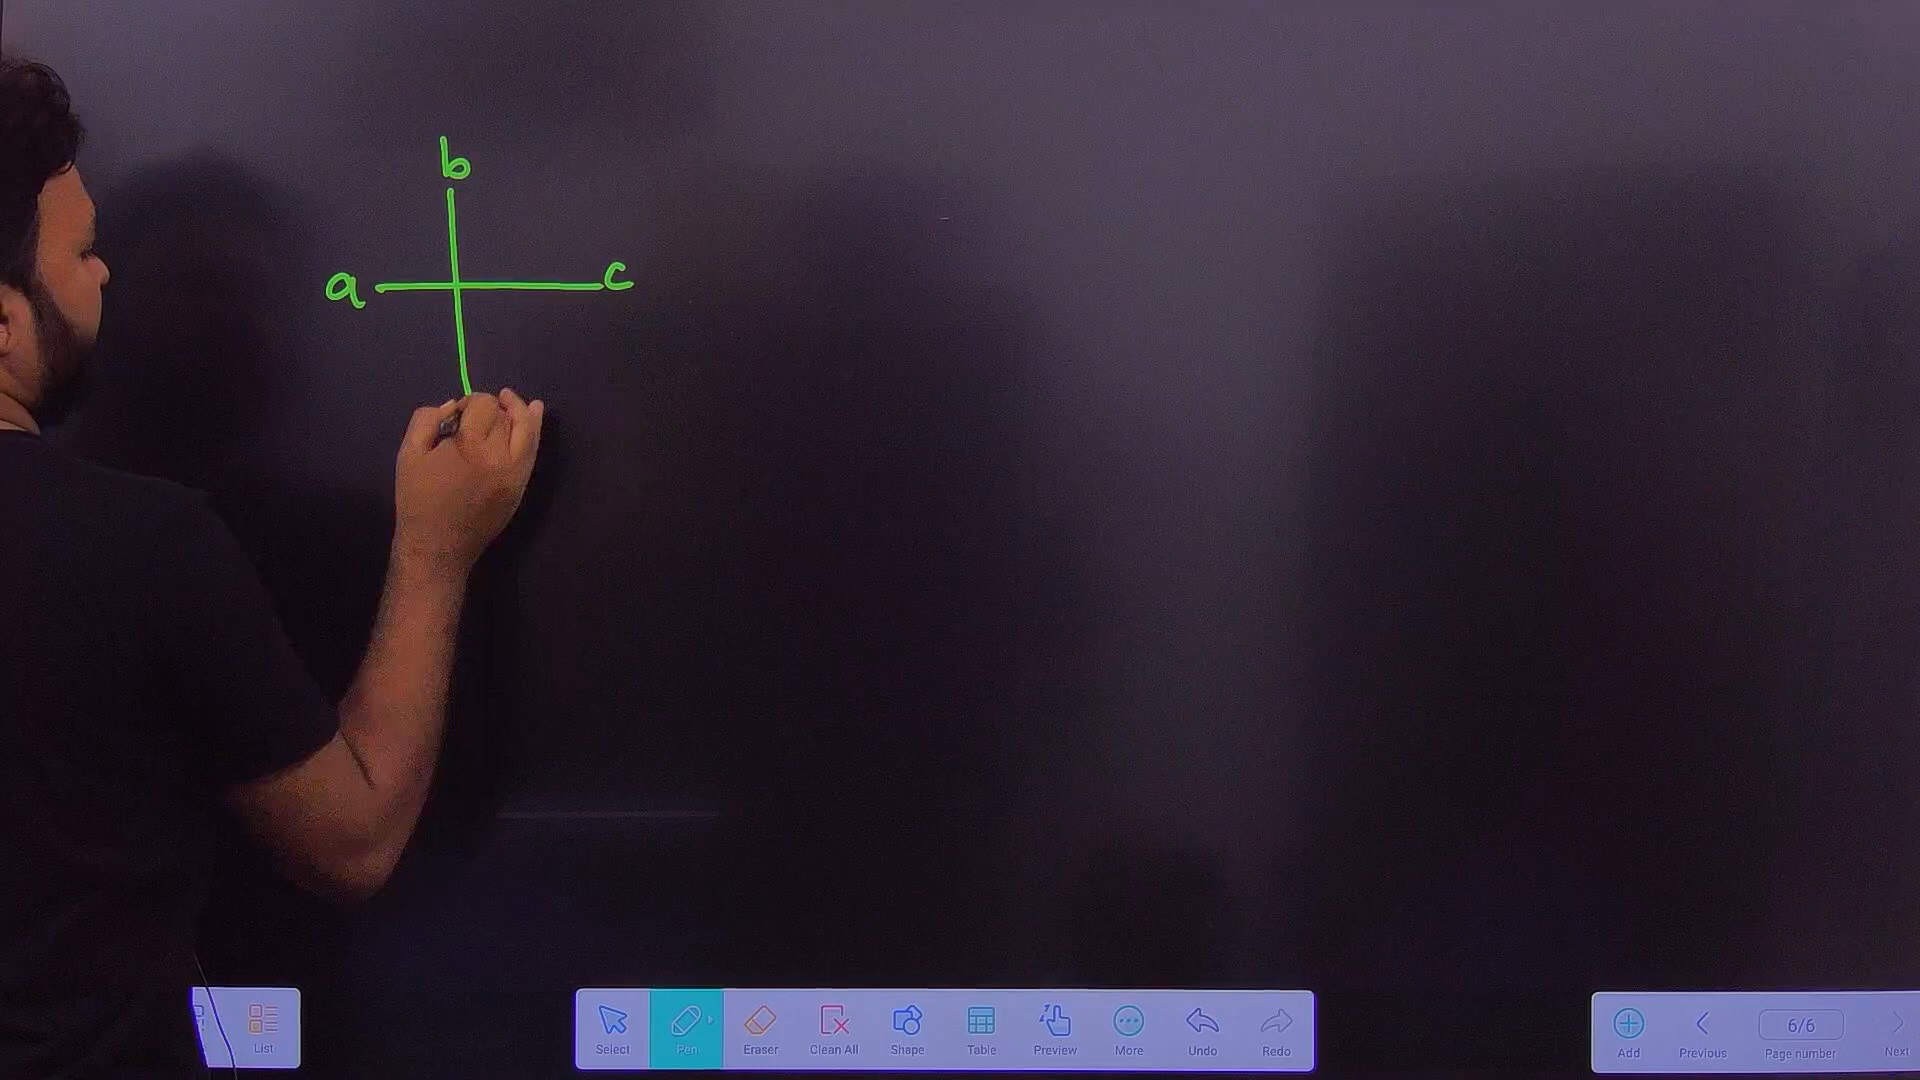 b
a c
List
Select Pen Eraser Clean All Shape Table Preview More Undo Redo
6/6
Add Previous Page number Next